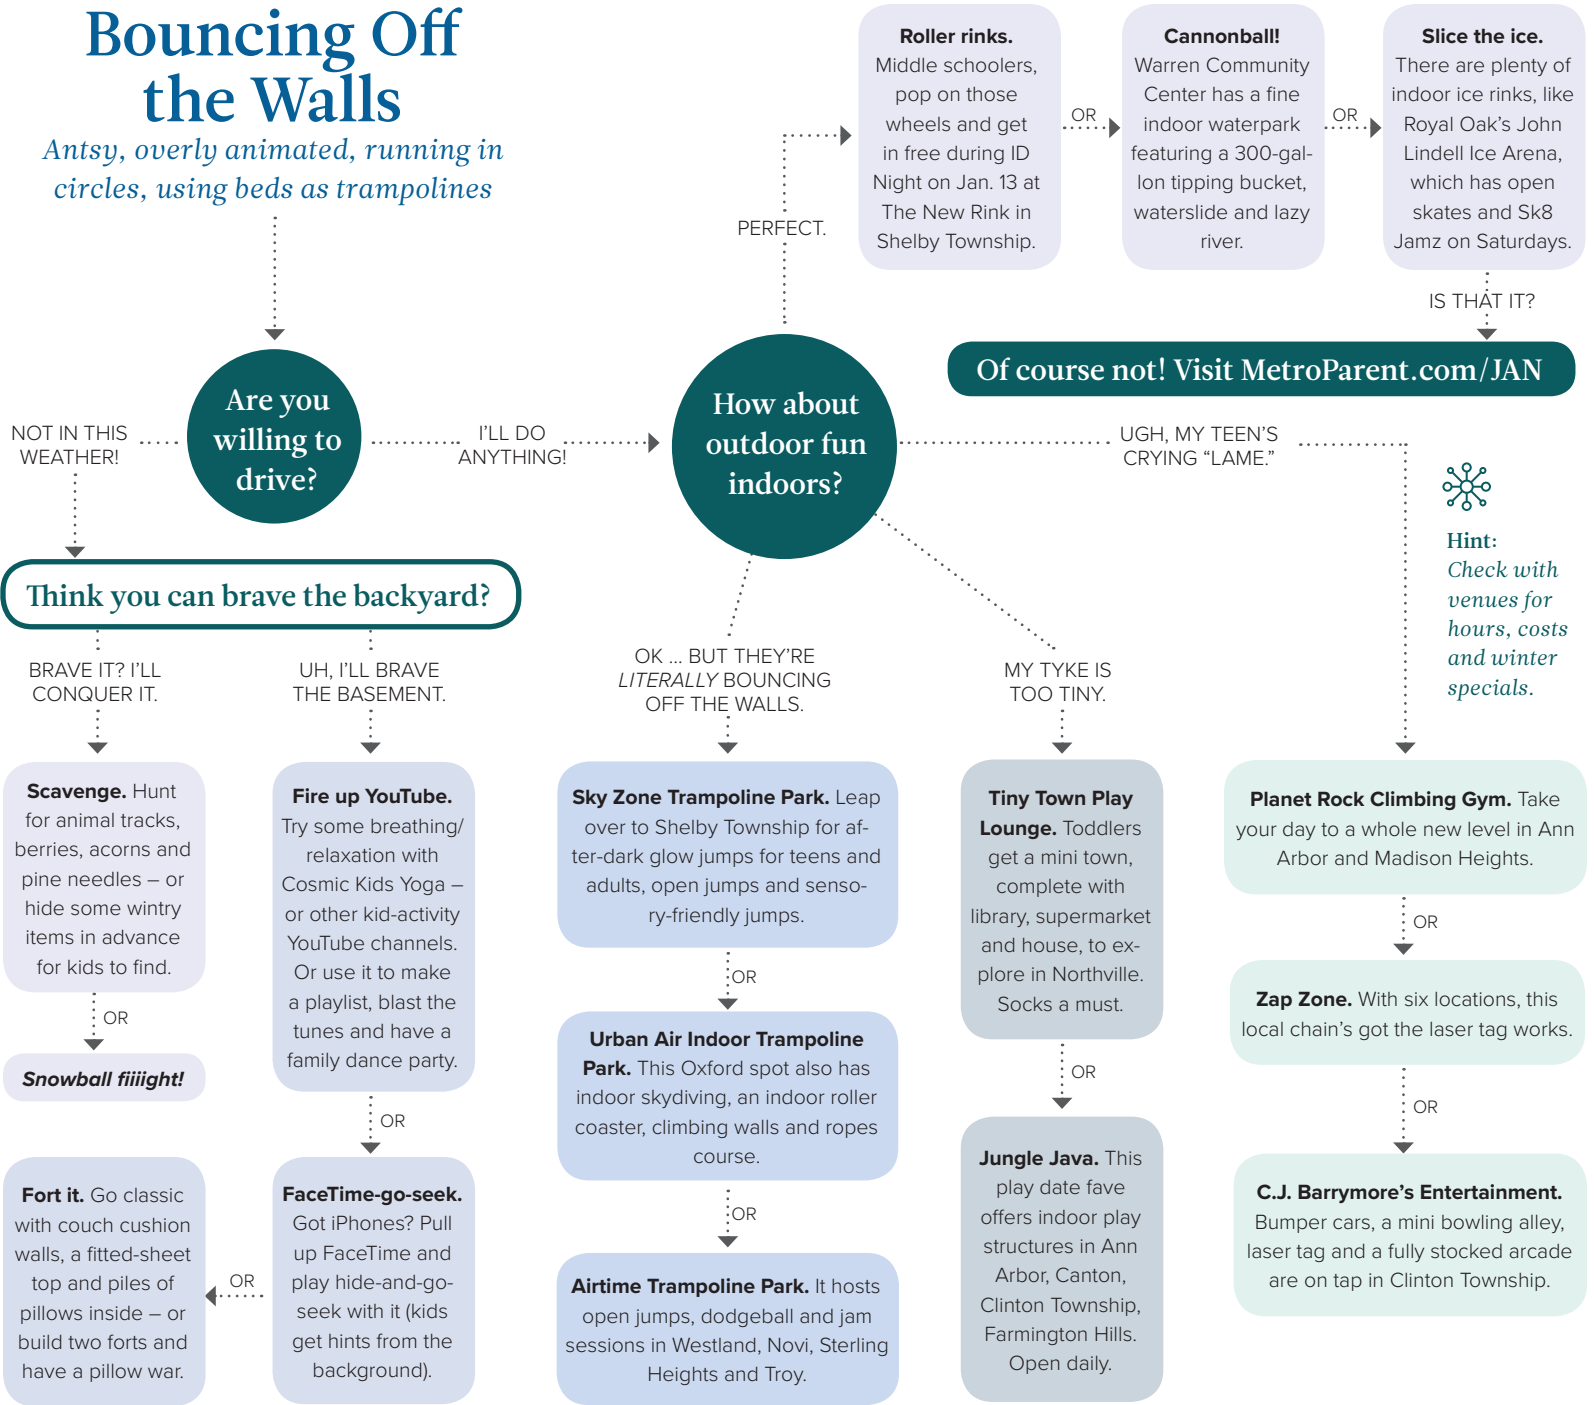 Bouncing Off
the Walls
Antsy, overly animated, running in
circles, using beds as trampolines
Roller rinks.
Middle schoolers,
pop on those
wheels and get
in free during ID
Night on Jan. 13 at
The New Rink in
Shelby Township.
OR
Cannonball!
Warren Community
Center has a fine
indoor waterpark
featuring a 300-gal-
lon tipping bucket,
waterslide and lazy
river.
OR
Slice the ice.
There are plenty of
indoor ice rinks, like
Royal Oak's John
Lindell Ice Arena,
which has open
skates and Sk8
Jamz on Saturdays.
PERFECT.
IS THAT IT?
Of course not! Visit MetroParent.com/JAN
Are you
willing to
drive?
NOT IN THIS
WEATHER!
I'LL DO
ANYTHING!
How about
outdoor fun
indoors?
UGH, MY TEEN'S
CRYING “LAME.”
Hint:
Check with
venues for
hours, costs
and winter
specials.
Think you can brave the backyard?
BRAVE IT? I'LL
CONQUER IT.
UH, I'LL BRAVE
THE BASEMENT.
OK ... BUT THEY'RE
LITERALLY BOUNCING
OFF THE WALLS.
MY TYKE IS
TOO TINY.
Scavenge. Hunt
for animal tracks,
berries, acorns and
pine needles – or
hide some wintry
items in advance
for kids to find.
OR
Snowball fiiiight!
Fire up YouTube.
Try some breathing/
relaxation with
Cosmic Kids Yoga –
or other kid-activity
YouTube channels.
Or use it to make
a playlist, blast the
tunes and have a
family dance party.
OR
FaceTime-go-seek.
Got iPhones? Pull
up FaceTime and
play hide-and-go-
seek with it (kids
get hints from the
background).
OR
Fort it. Go classic
with couch cushion
walls, a fitted-sheet
top and piles of
pillows inside – or
build two forts and
have a pillow war.
Sky Zone Trampoline Park. Leap
over to Shelby Township for af-
ter-dark glow jumps for teens and
adults, open jumps and senso-
ry-friendly jumps.
OR
Urban Air Indoor Trampoline
Park. This Oxford spot also has
indoor skydiving, an indoor roller
coaster, climbing walls and ropes
course.
OR
Airtime Trampoline Park. It hosts
open jumps, dodgeball and jam
sessions in Westland, Novi, Sterling
Heights and Troy.
Tiny Town Play
Lounge. Toddlers
get a mini town,
complete with
library, supermarket
and house, to ex-
plore in Northville.
Socks a must.
OR
Jungle Java. This
play date fave
offers indoor play
structures in Ann
Arbor, Canton,
Clinton Township,
Farmington Hills.
Open daily.
Planet Rock Climbing Gym. Take
your day to a whole new level in Ann
Arbor and Madison Heights.
OR
Zap Zone. With six locations, this
local chain's got the laser tag works.
OR
C.J. Barrymore's Entertainment.
Bumper cars, a mini bowling alley,
laser tag and a fully stocked arcade
are on tap in Clinton Township.